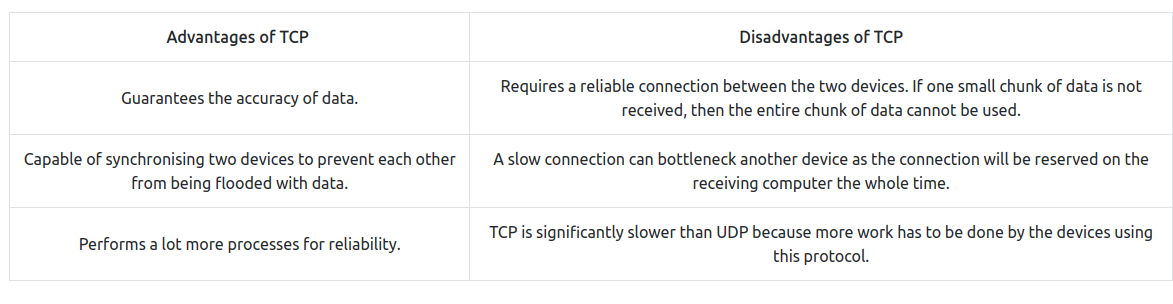 Advantages of TCP
Disadvantages of TCP
Guarantees the accuracy of data.
Requires a reliable connection between the two devices. If one small chunk of data is not
received, then the entire chunk of data cannot be used.
Capable of synchronising two devices to prevent each other
from being flooded with data.
A slow connection can bottleneck another device as the connection will be reserved on the
receiving computer the whole time.
Performs a lot more processes for reliability.
TCP is significantly slower than UDP because more work has to be done by the devices using
this protocol.